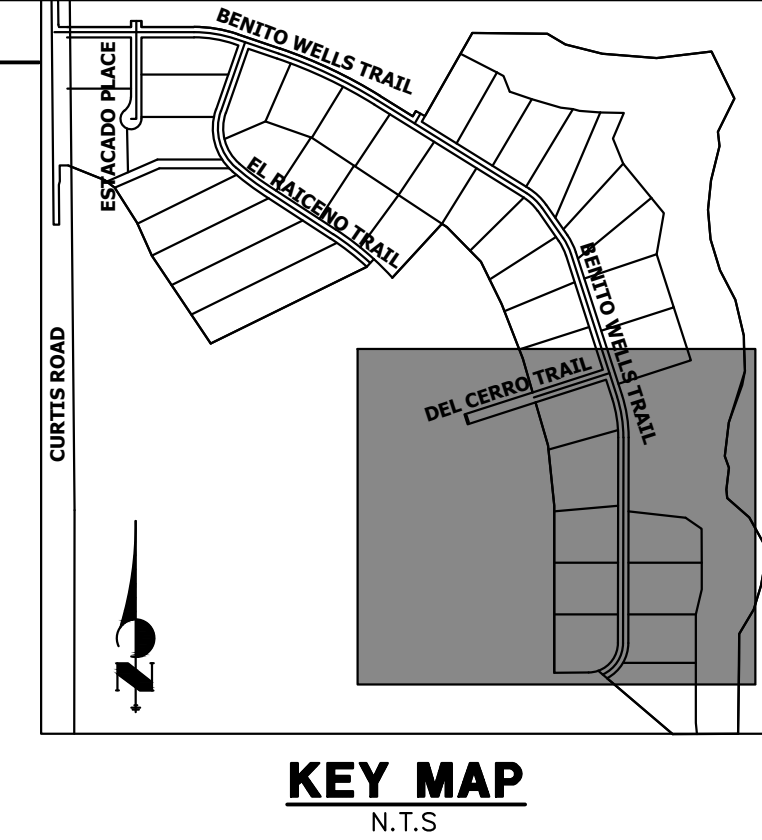 BENITO WELLS TRAIL
ESTACADO PLACE
EL RAICENO TRAIL
BENITO WELLS TRAIL
DEL CERRO TRAIL
CURTIS ROAD
N
KEY MAP
N.T.S